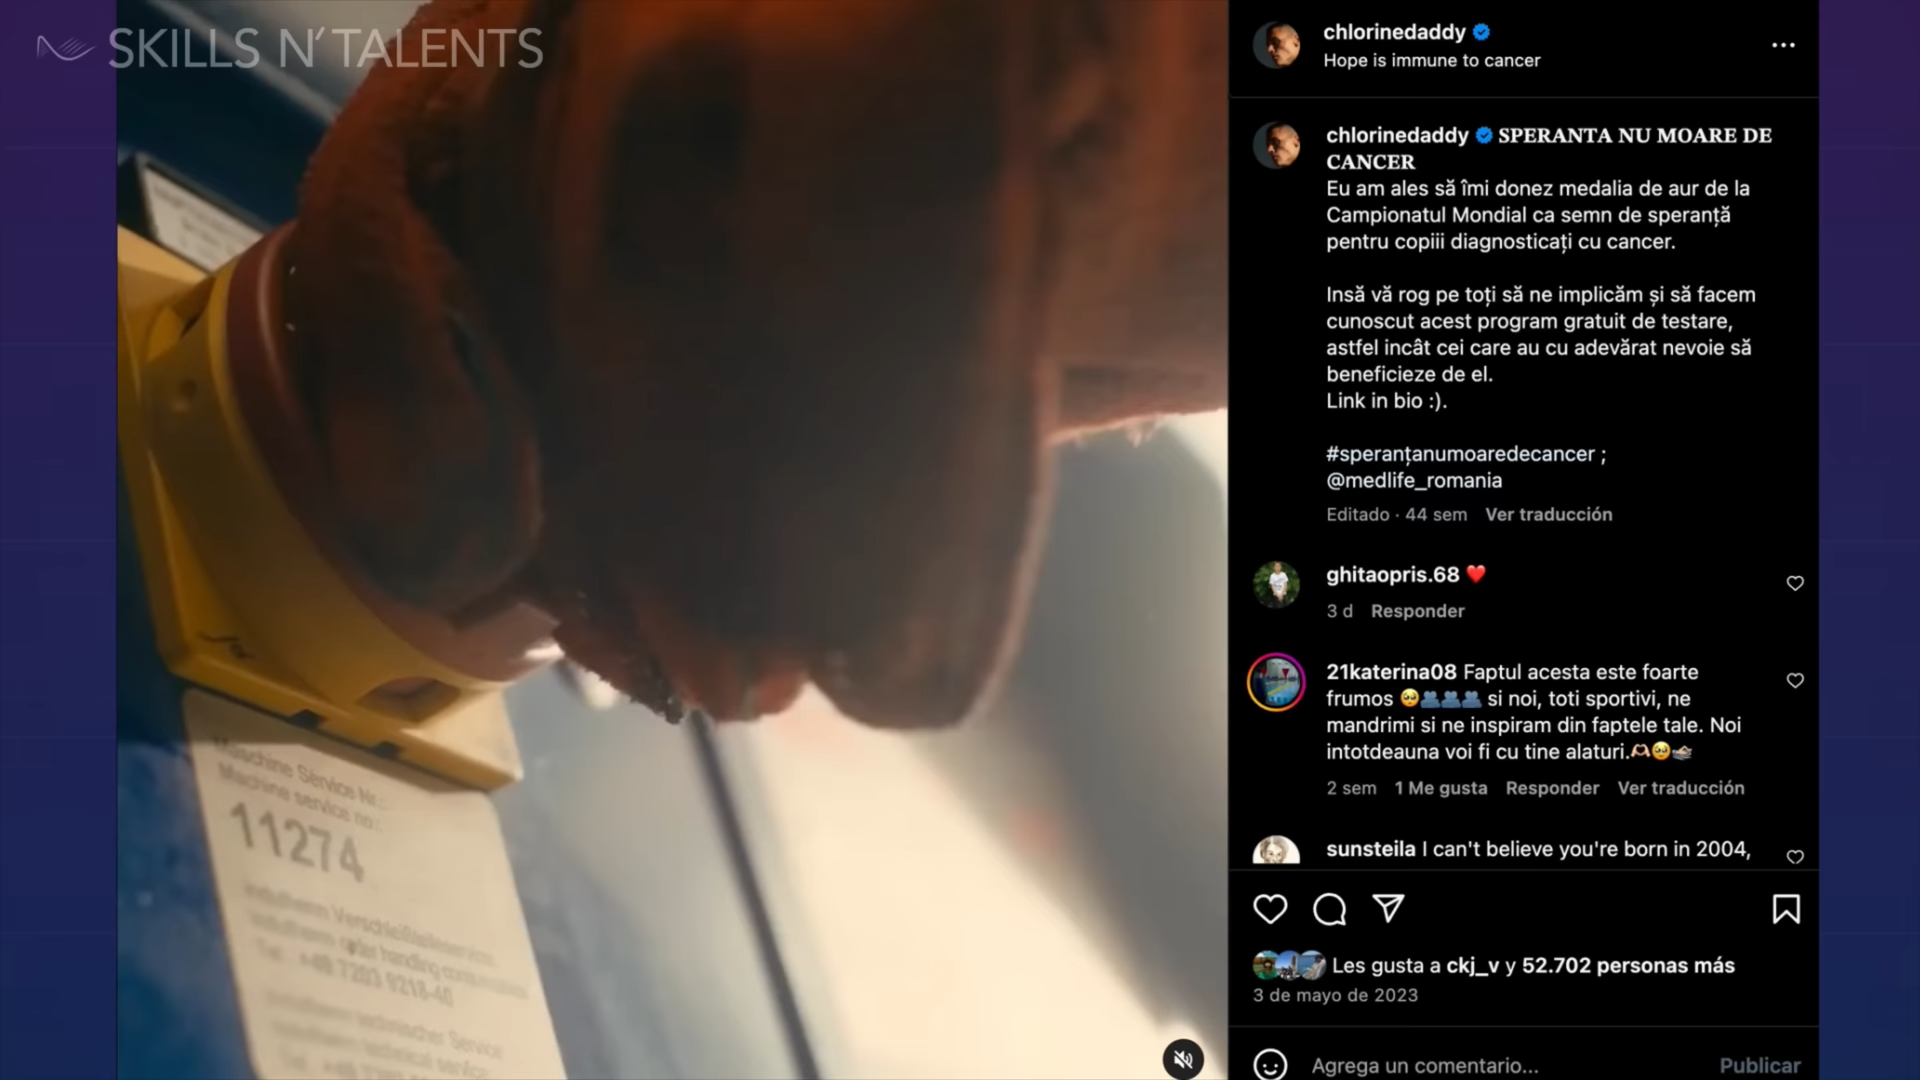 SKILLS N' TALENTS
chlorinedaddy
Hope is immune to cancer
chlorinedaddy SPERANTA NU MOARE DE
CANCER
Eu am ales să îmi donez medalia de aur de la
Campionatul Mondial ca semn de speranță
pentru copiii diagnosticați cu cancer.
Insă vă rog pe toți să ne implicăm și să facem
cunoscut acest program gratuit de testare,
astfel incât cei care au cu adevărat nevoie să
beneficieze de el.
Link in bio :).
#speranțanumoaredecancer ;
@medlife_romania
Editado · 44 sem Ver traducción
ghitaopris.68 ❤️
3 d Responder
21katerina08 Faptul acesta este foarte
frumos 🥹🫂🫂🫂 si noi, toti sportivi, ne
mandrimi si ne inspiram din faptele tale. Noi
intotdeauna voi fi cu tine alaturi.🫶🏽🥹🏊🏽
2 sem 1 Me gusta Responder Ver traducción
sunsteila I can't believe you're born in 2004,
Les gusta a ckj_v y 52.702 personas más
3 de mayo de 2023
Agrega un comentario... Publicar
Maschine Service Nr.:
Machine service no.:
11274